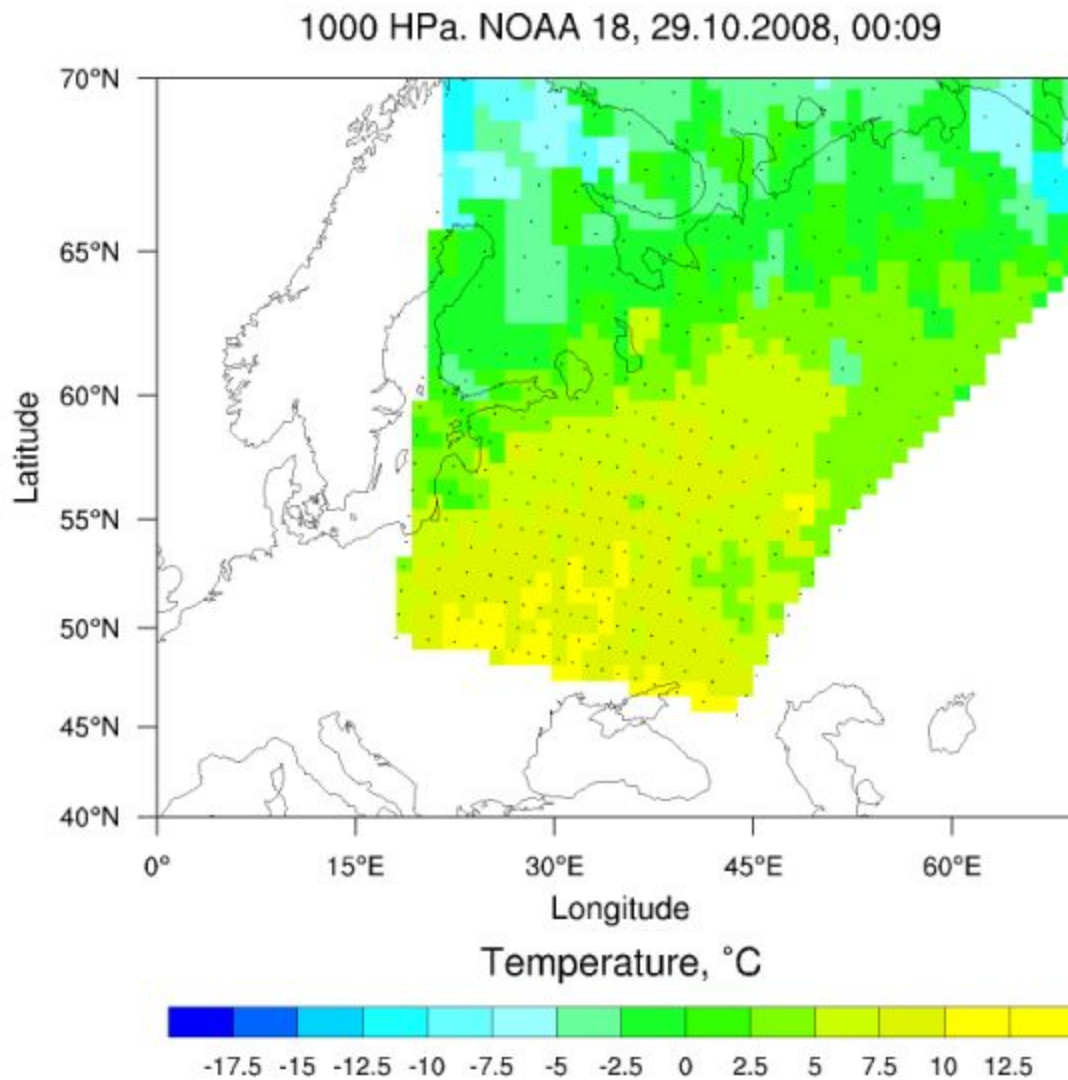 1000 HPa. NOAA 18, 29.10.2008, 00:09
70°N
65°N
60°N
55°N
50°N
45°N
40°N
Latitude
0° 15°E 30°E 45°E 60°E
Longitude
Temperature, °C
-17.5 -15 -12.5 -10 -7.5 -5 -2.5 0 2.5 5 7.5 10 12.5